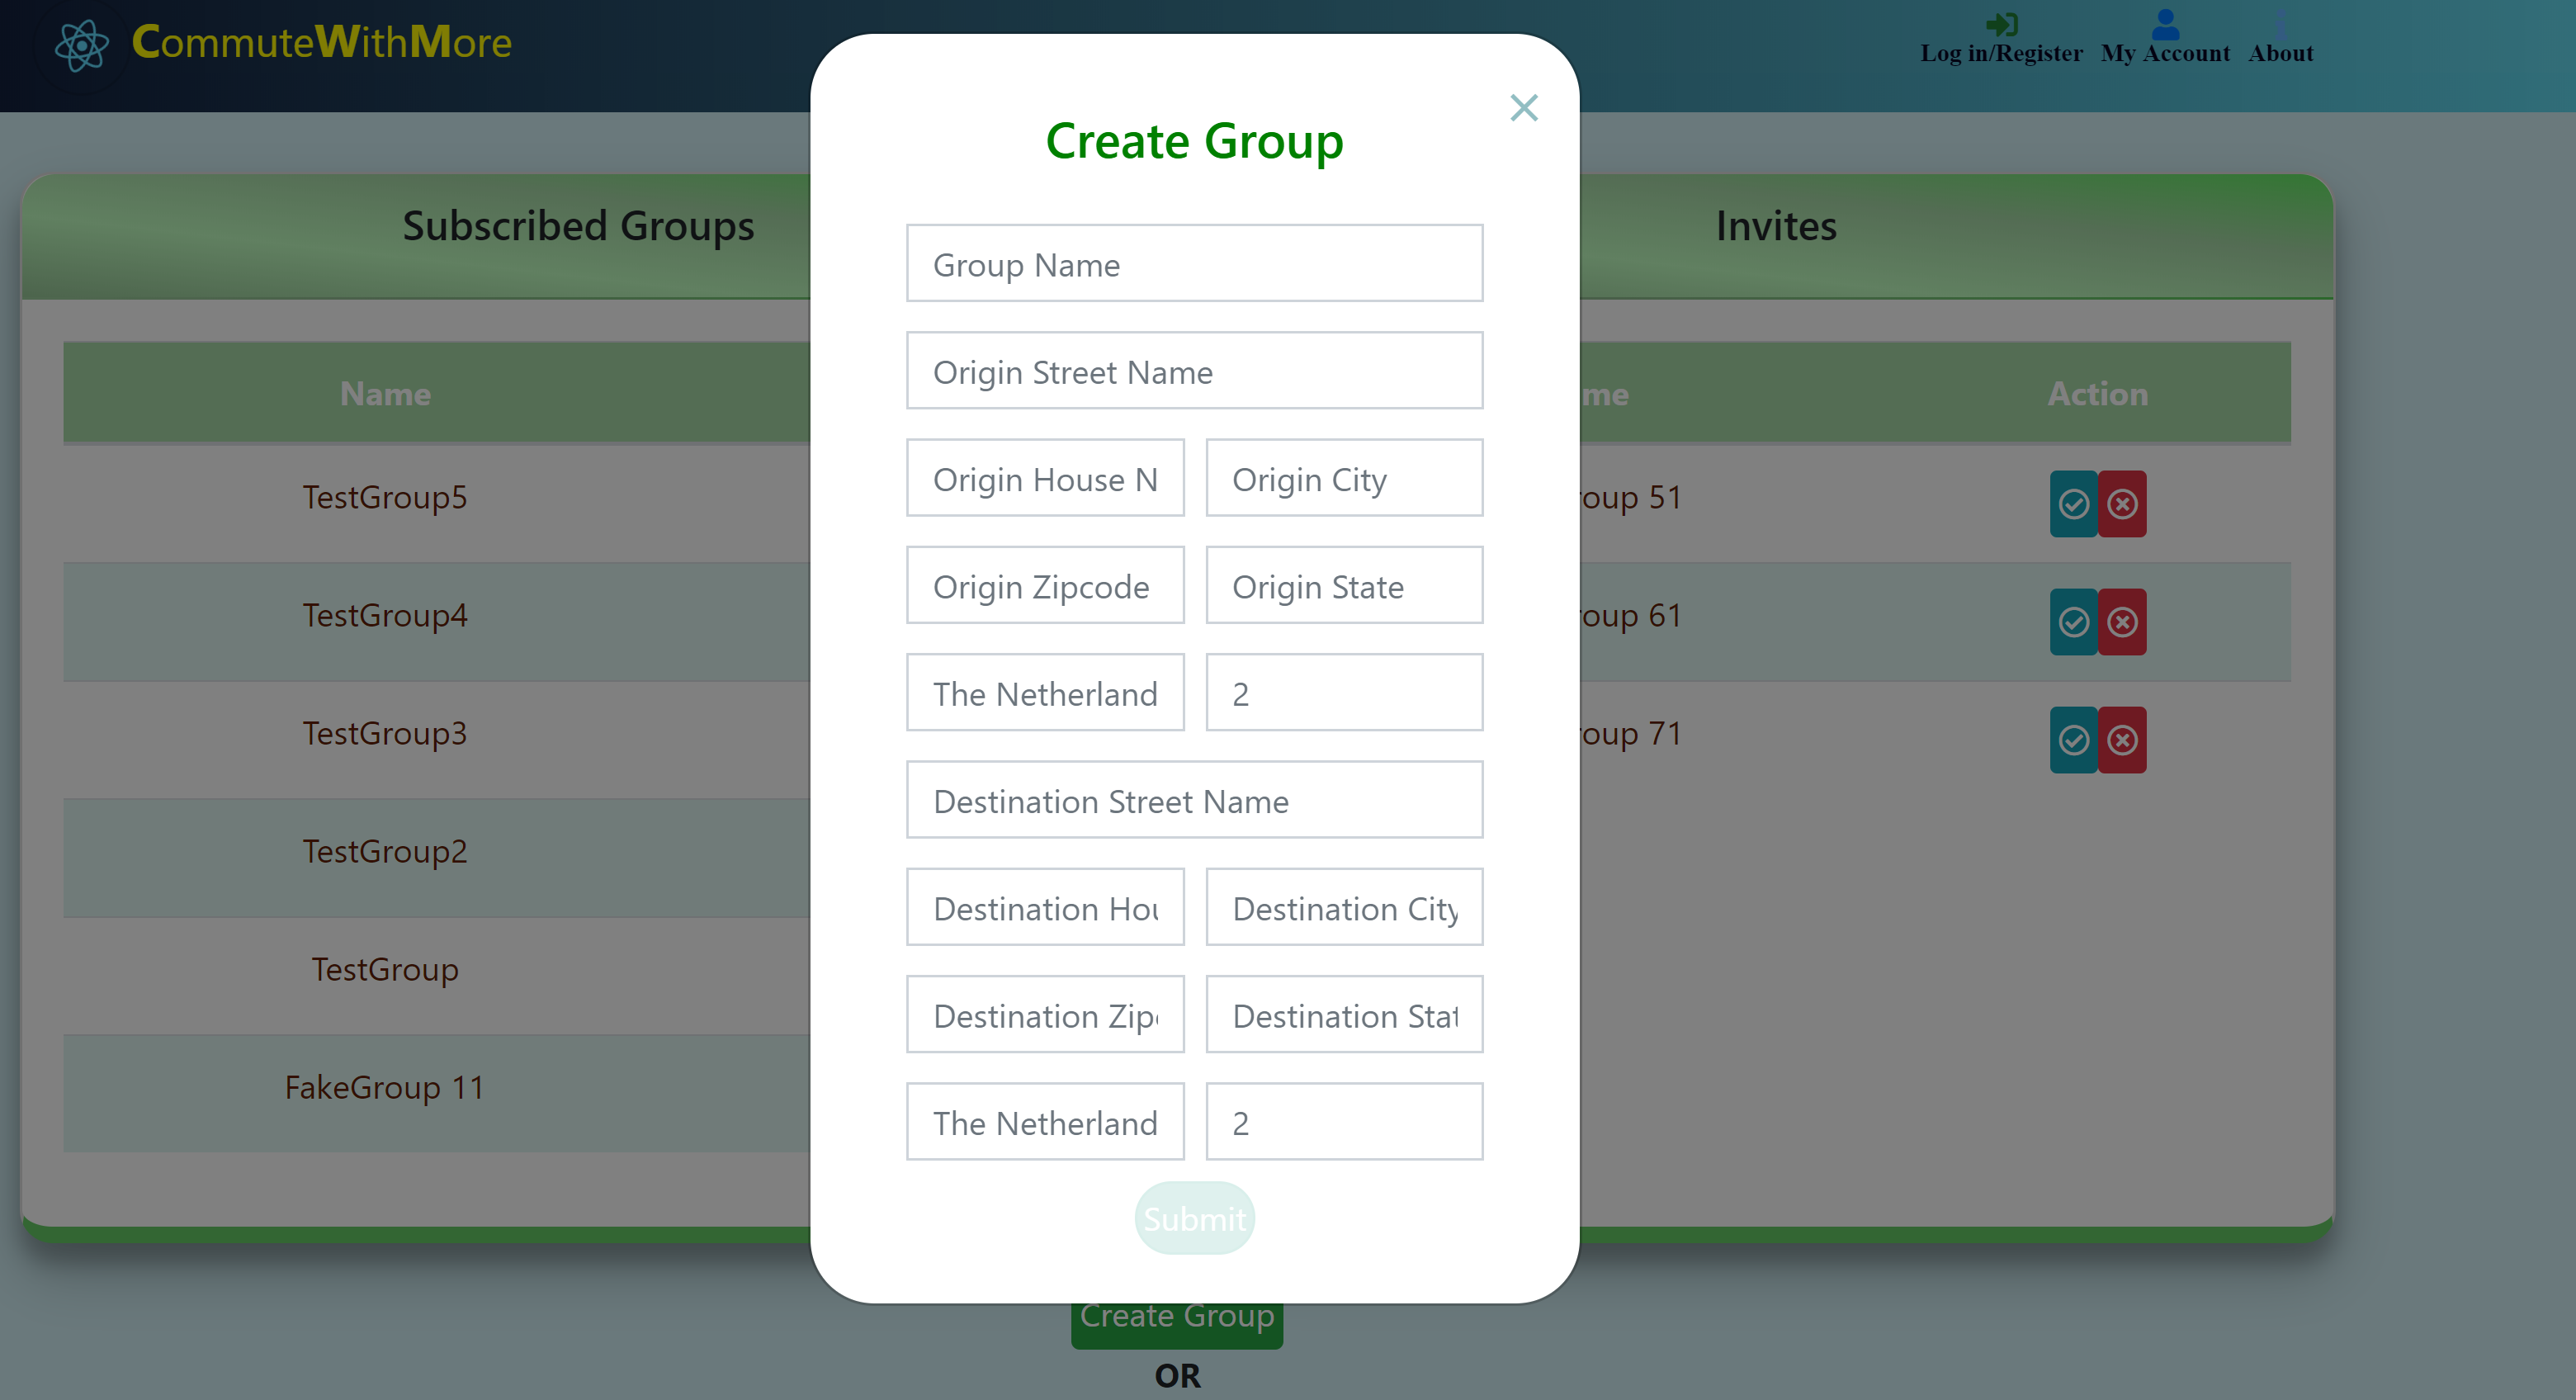 CommuteWithMore
Log in/Register My Account About
Create Group
Subscribed Groups
Invites
Group Name
Origin Street Name
Name
me
Action
Origin House N
Origin City
TestGroup5
oup 51
Origin Zipcode
Origin State
TestGroup4
oup 61
The Netherland
2
TestGroup3
oup 71
Destination Street Name
TestGroup2
Destination Hou
Destination City
TestGroup
Destination Zip
Destination Stat
FakeGroup 11
The Netherland
2
Submit
Create Group
OR